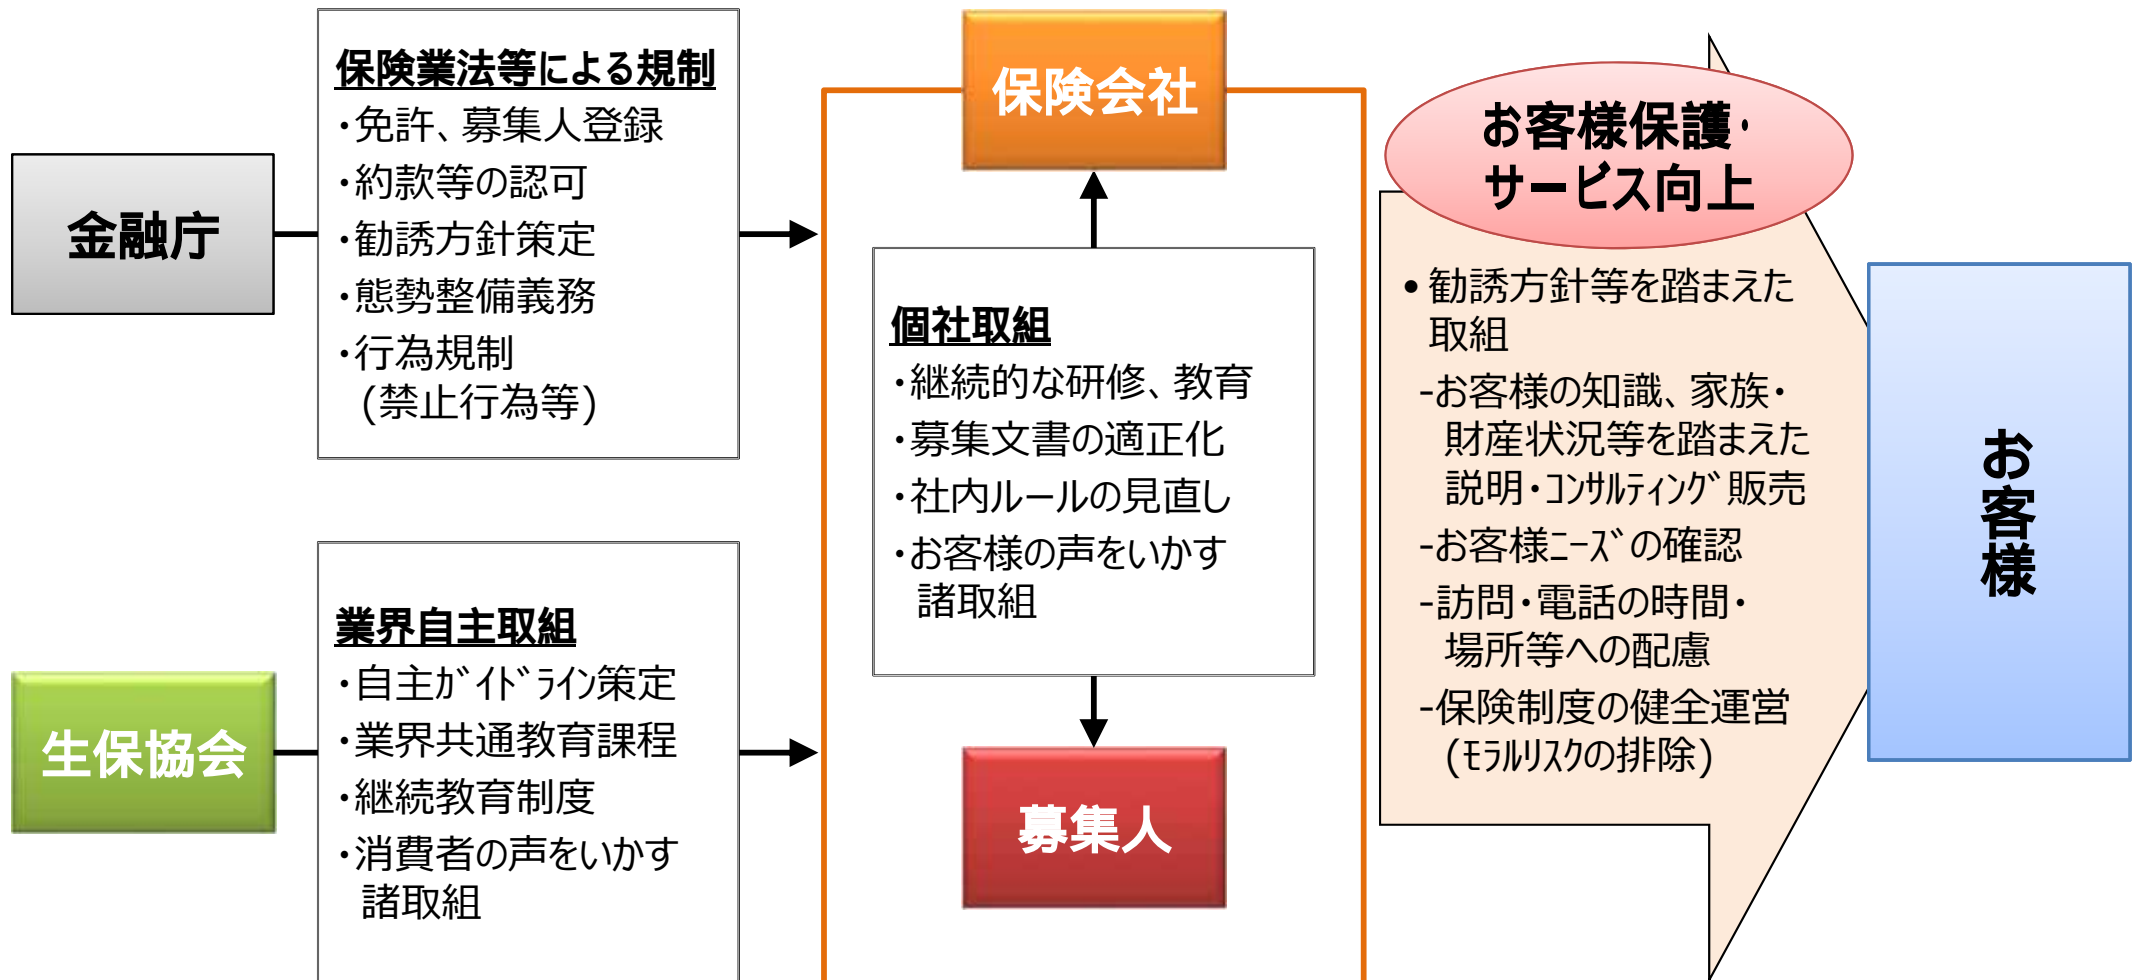 金融庁
保険業法等による規制
・免許、募集人登録
・約款等の認可
・勧誘方針策定
・態勢整備義務
・行為規制
(禁止行為等)
生保協会
業界自主取組
・自主ｶﾞｲﾄﾞﾗｲﾝ策定
・業界共通教育課程
・継続教育制度
・消費者の声をいかす
諸取組
保険会社
個社取組
・継続的な研修、教育
・募集文書の適正化
・社内ルールの見直し
・お客様の声をいかす
諸取組
募集人
お客様保護・
サービス向上
• 勧誘方針等を踏まえた
取組
-お客様の知識、家族・
財産状況等を踏まえた
説明・ｺﾝｻﾙﾃｨﾝｸﾞ販売
-お客様ﾆｰｽﾞの確認
-訪問・電話の時間・
場所等への配慮
-保険制度の健全運営
(ﾓﾗﾙﾘｽｸの排除)
お客様